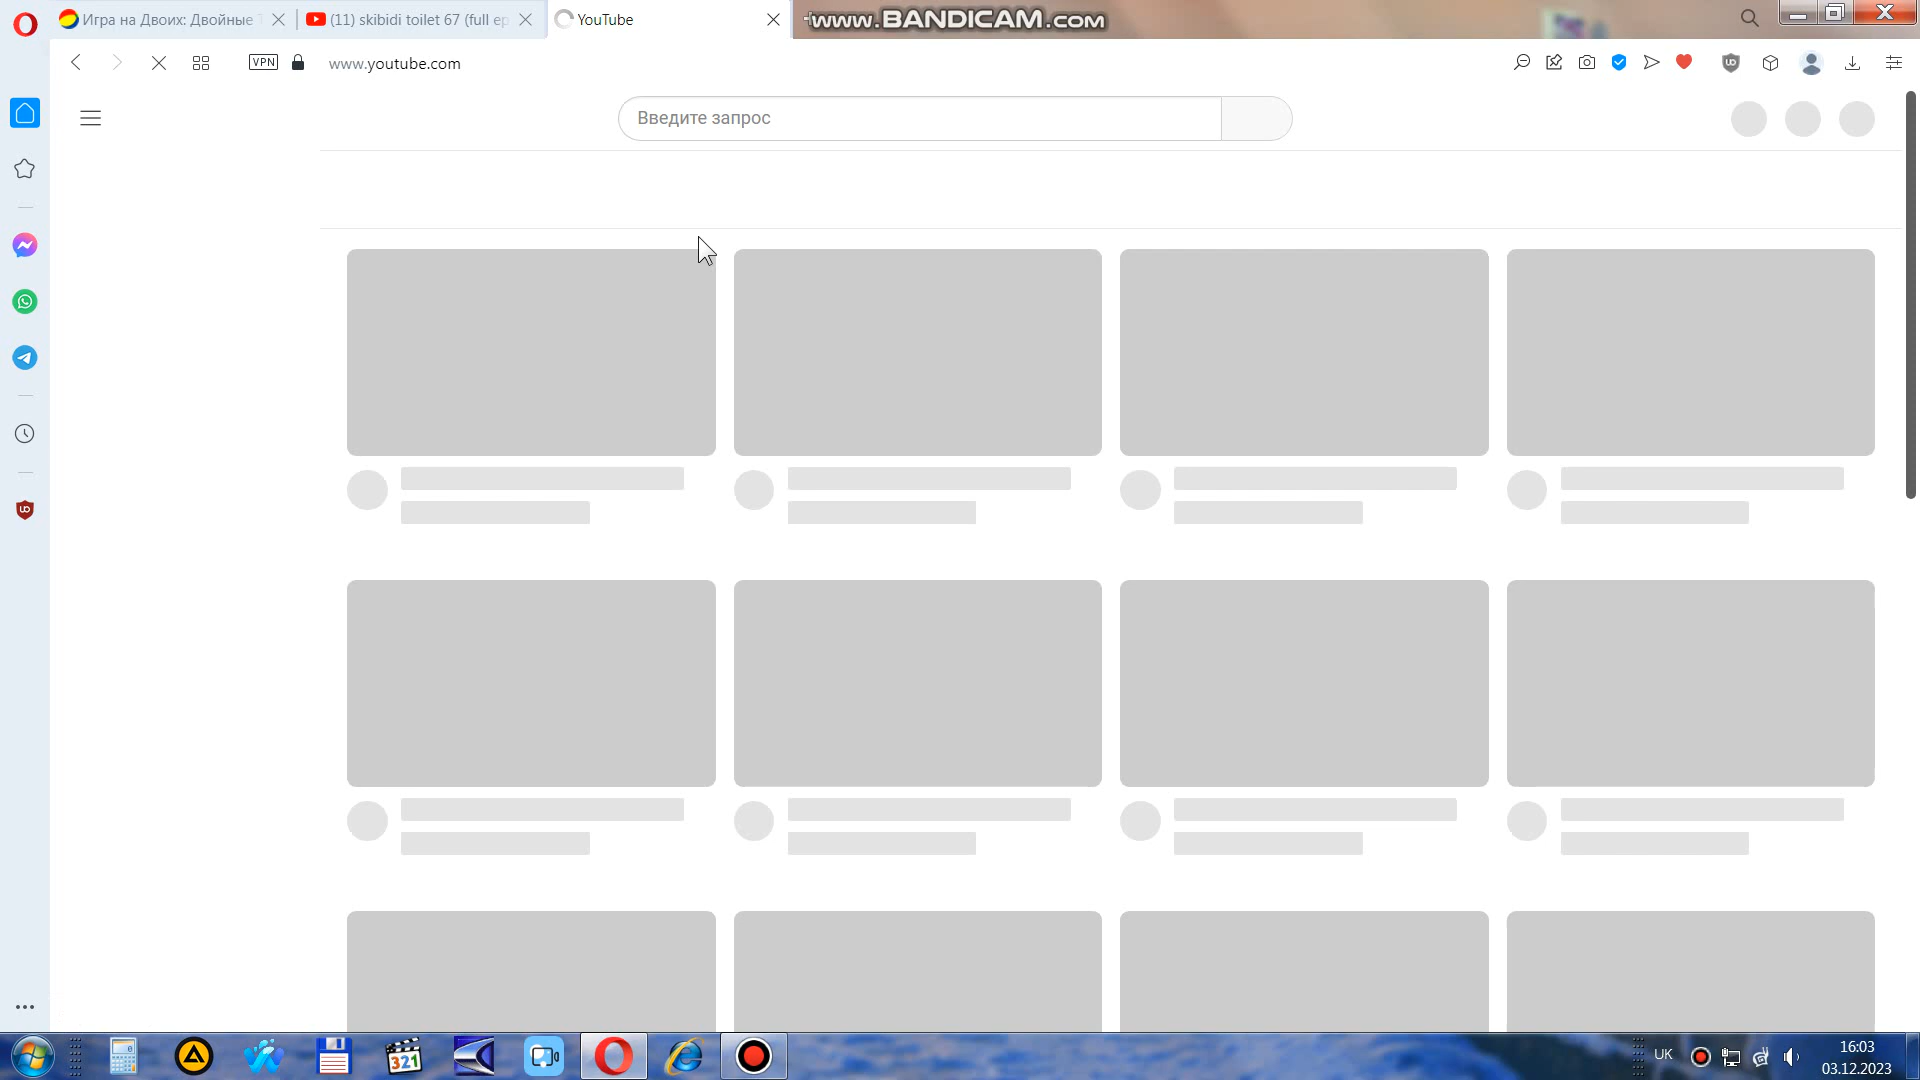 Игра на Двоих: Двойные
(11) skibidi toilet 67 (full ep
YouTube
www.BANDICAM.com
VPN
www.youtube.com
Введите запрос
321
UK
16:03
03.12.2023